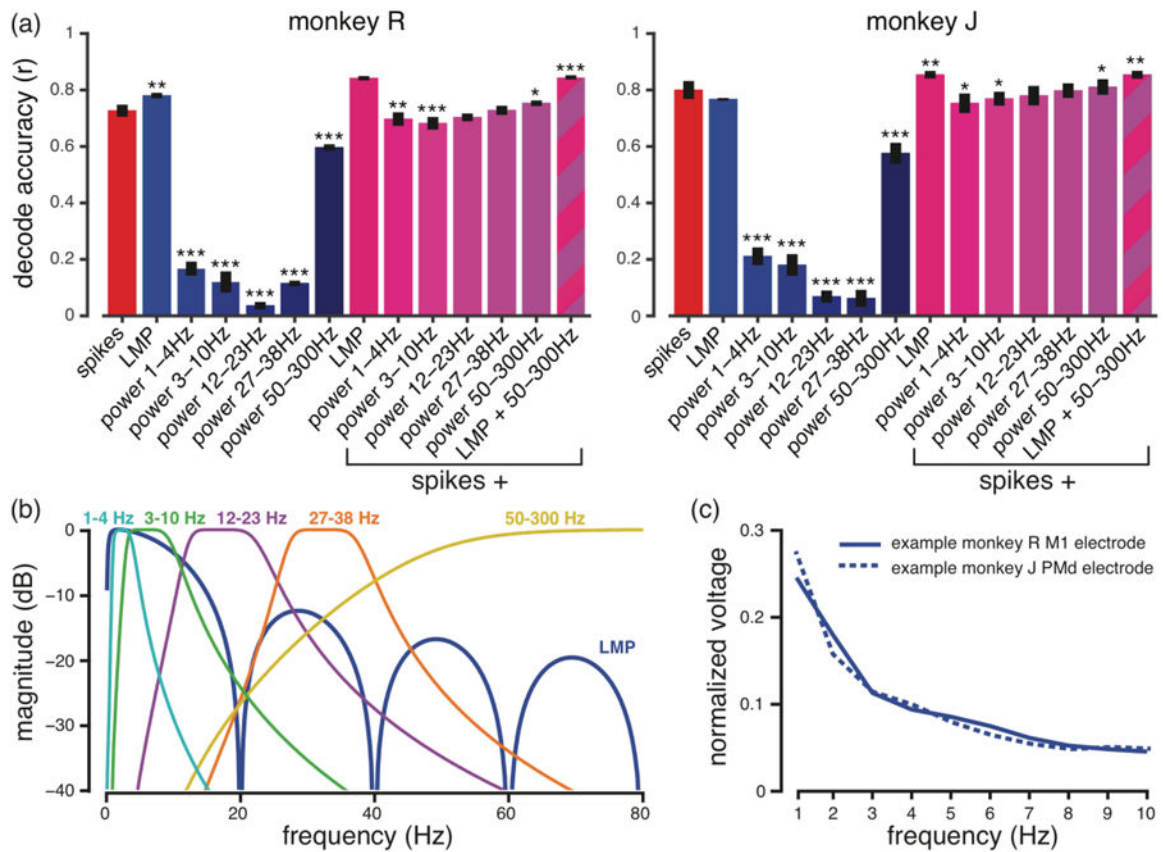 (a)
monkey R
monkey J
decode accuracy (r)
1
0.8
0.6
0.4
0.2
0
**
***
***
***
***
***
**
***
*
***
spikes
LMP
power 1–4Hz
power 3–10Hz
power 12–23Hz
power 27–38Hz
power 50–300Hz
LMP
power 1–4Hz
power 3–10Hz
power 12–23Hz
power 27–38Hz
power 50–300Hz
LMP + 50–300Hz
spikes +
1
0.8
0.6
0.4
0.2
0
***
***
***
***
***
**
*
*
*
**
spikes
LMP
power 1–4Hz
power 3–10Hz
power 12–23Hz
power 27–38Hz
power 50–300Hz
LMP
power 1–4Hz
power 3–10Hz
power 12–23Hz
power 27–38Hz
power 50–300Hz
LMP + 50–300Hz
spikes +
(b)
1-4 Hz 3-10 Hz 12-23 Hz 27-38 Hz 50-300 Hz
LMP
magnitude (dB)
0
−10
−20
−30
−40
0 20 40 60 80
frequency (Hz)
(c)
example monkey R M1 electrode
example monkey J PMd electrode
normalized voltage
0.3
0.2
0.1
0.0
1 2 3 4 5 6 7 8 9 10
frequency (Hz)